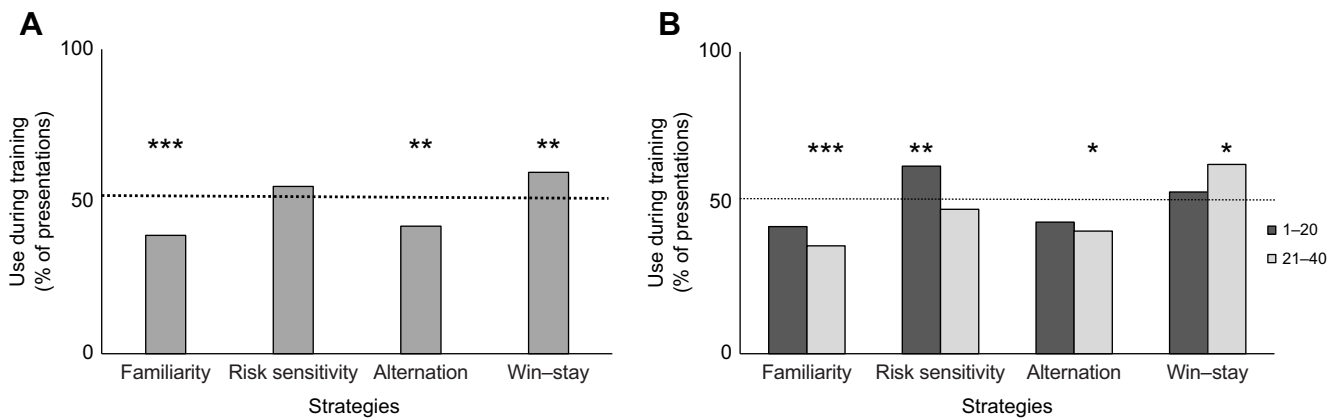 A
100
50
0
Use during training
(% of presentations)
***
**
**
Familiarity
Risk sensitivity
Alternation
Win–stay
Strategies
B
100
50
0
Use during training
(% of presentations)
***
**
*
*
1–20
21–40
Familiarity
Risk sensitivity
Alternation
Win–stay
Strategies